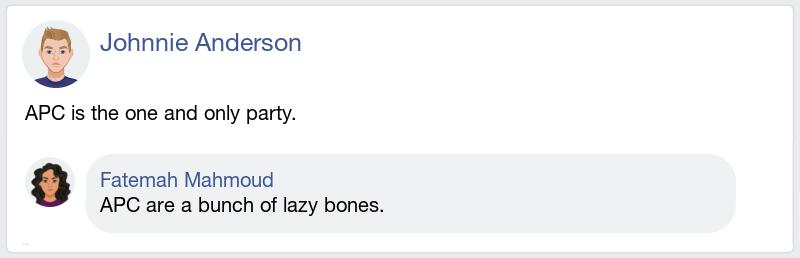 Johnnie Anderson
APC is the one and only party.
Fatemah Mahmoud
APC are a bunch of lazy bones.